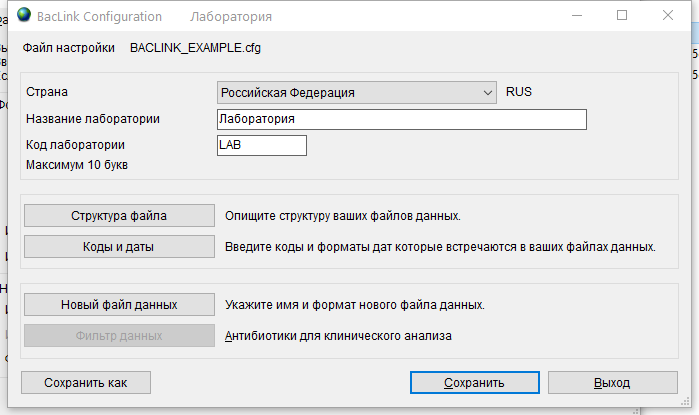 BacLink Configuration Лаборатория
Файл настройки BACLINK_EXAMPLE.cfg
Страна Российская Федерация RUS
Название лаборатории Лаборатория
Код лаборатории LAB
Максимум 10 букв
Структура файла Опищите структуру ваших файлов данных.
Коды и даты Введите коды и форматы дат которые встречаются в ваших файлах данных.
Новый файл данных Укажите имя и формат нового файла данных.
Фильтр данных Антибиотики для клинического анализа
Сохранить как Сохранить Выход